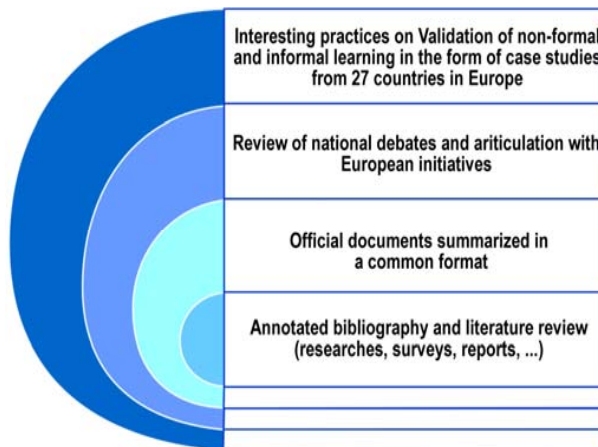 Interesting practices on Validation of non-formal
and informal learning in the form of case studies
from 27 countries in Europe
Review of national debates and ariticulation with
European initiatives
Official documents summarized in
a common format
Annotated bibliography and literature review
(researches, surveys, reports, ...)